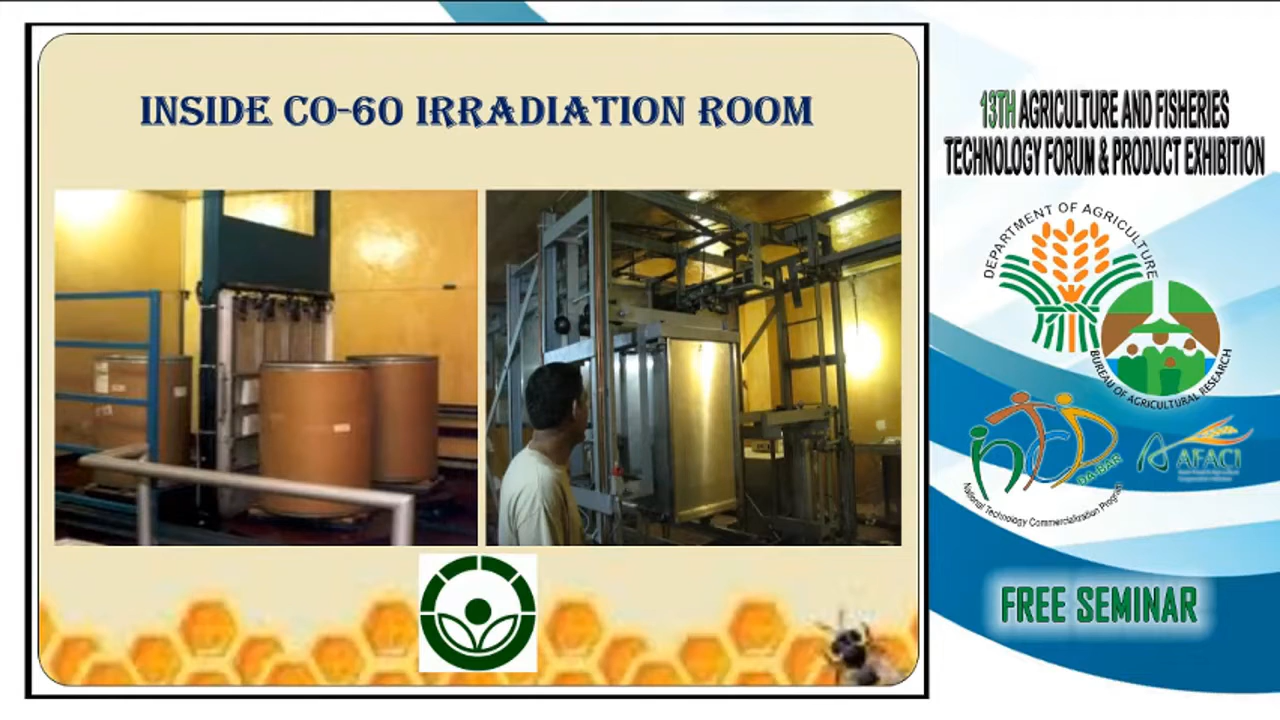 INSIDE CO-60 IRRADIATION ROOM
13TH AGRICULTURE AND FISHERIES
TECHNOLOGY FORUM & PRODUCT EXHIBITION
DEPARTMENT OF AGRICULTURE
BUREAU OF AGRICULTURAL RESEARCH
DA-BAR
National Technology Commercialization Program
AFACI
FREE SEMINAR